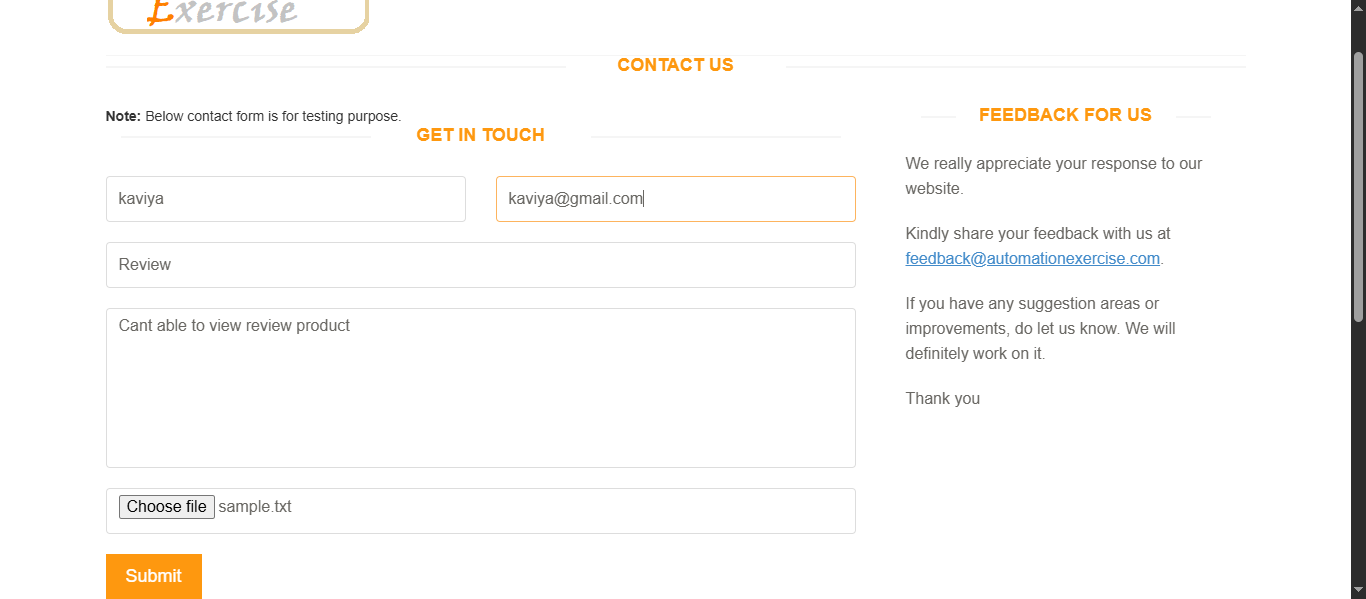 Exercise
CONTACT US
Note: Below contact form is for testing purpose.
GET IN TOUCH
kaviya
kaviya@gmail.com
Review
Cant able to view review product
Choose file sample.txt
Submit
FEEDBACK FOR US
We really appreciate your response to our
website.
Kindly share your feedback with us at
feedback@automationexercise.com.
If you have any suggestion areas or
improvements, do let us know. We will
definitely work on it.
Thank you